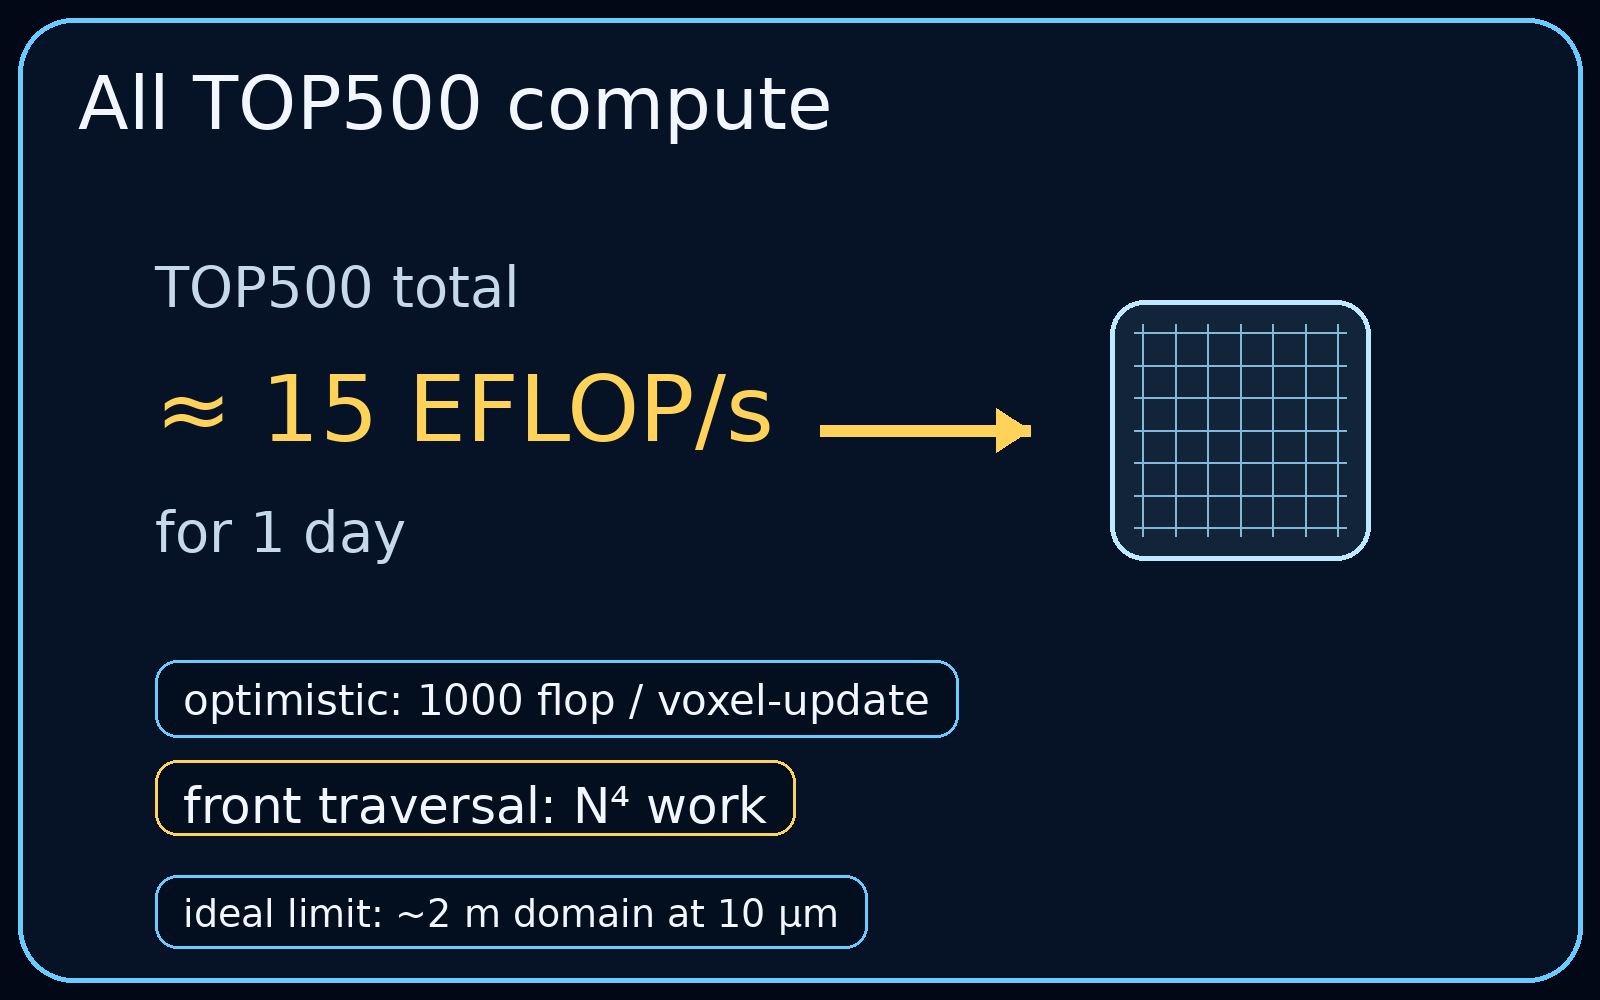 All TOP500 compute
TOP500 total
≈ 15 EFLOP/s
for 1 day
optimistic: 1000 flop / voxel-update
front traversal: N⁴ work
ideal limit: ~2 m domain at 10 µm